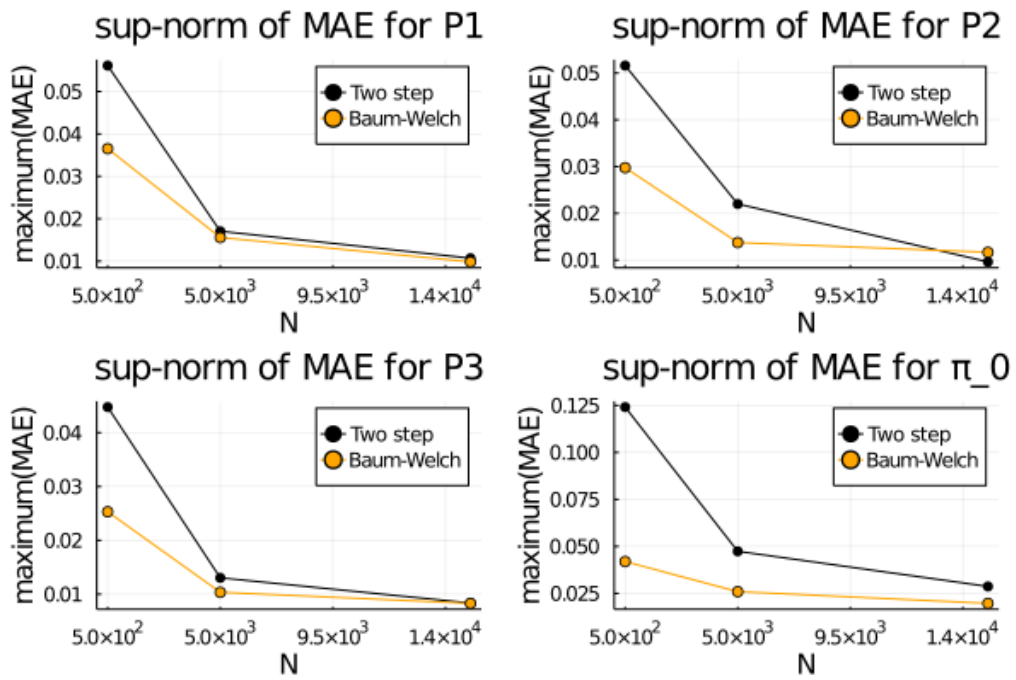 sup-norm of MAE for P1
maximum(MAE)
0.05
0.04
0.03
0.02
0.01
Two step
Baum-Welch
5.0×10² 5.0×10³ 9.5×10³ 1.4×10⁴
N
sup-norm of MAE for P2
maximum(MAE)
0.05
0.04
0.03
0.02
0.01
Two step
Baum-Welch
5.0×10² 5.0×10³ 9.5×10³ 1.4×10⁴
N
sup-norm of MAE for P3
maximum(MAE)
0.04
0.03
0.02
0.01
Two step
Baum-Welch
5.0×10² 5.0×10³ 9.5×10³ 1.4×10⁴
N
sup-norm of MAE for π_0
maximum(MAE)
0.125
0.100
0.075
0.050
0.025
Two step
Baum-Welch
5.0×10² 5.0×10³ 9.5×10³ 1.4×10⁴
N